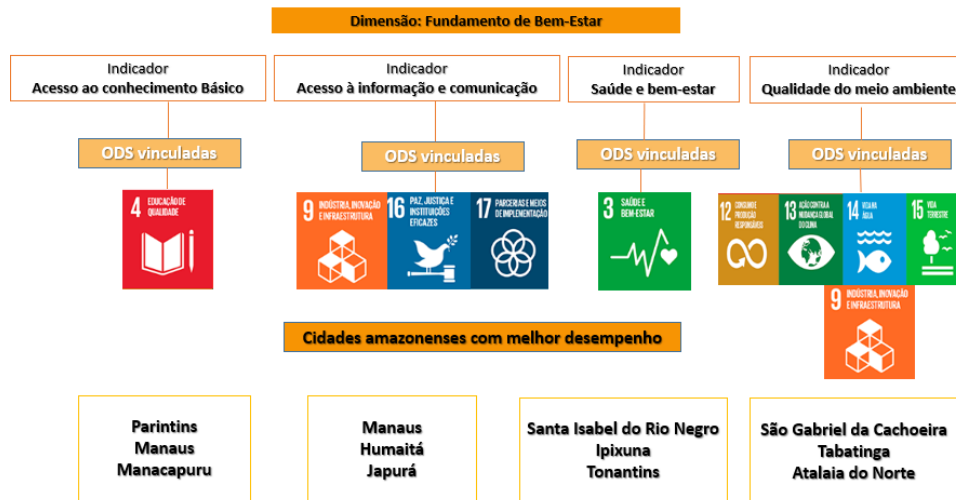 Dimensão: Fundamento de Bem-Estar
Indicador
Acesso ao conhecimento Básico
Indicador
Acesso à informação e comunicação
Indicador
Saúde e bem-estar
Indicador
Qualidade do meio ambiente
ODS vinculadas
ODS vinculadas
ODS vinculadas
ODS vinculadas
4 EDUCAÇÃO DE
QUALIDADE
9 INDÚSTRIA, INOVAÇÃO
E INFRAESTRUTURA
16 PAZ, JUSTIÇA E
INSTITUIÇÕES
EFICAZES
17 PARCERIAS E MEIOS
DE IMPLEMENTAÇÃO
3 SAÚDE E
BEM-ESTAR
12 CONSUMO E
PRODUÇÃO
RESPONSÁVEIS
13 AÇÃO CONTRA A
MUDANÇA GLOBAL
DO CLIMA
14 VIDA NA
ÁGUA
15 VIDA
TERRESTRE
9 INDÚSTRIA, INOVAÇÃO
E INFRAESTRUTURA
Cidades amazonenses com melhor desempenho
Parintins
Manaus
Manacapuru
Manaus
Humaitá
Japurá
Santa Isabel do Rio Negro
Ipixuna
Tonantins
São Gabriel da Cachoeira
Tabatinga
Atalaia do Norte